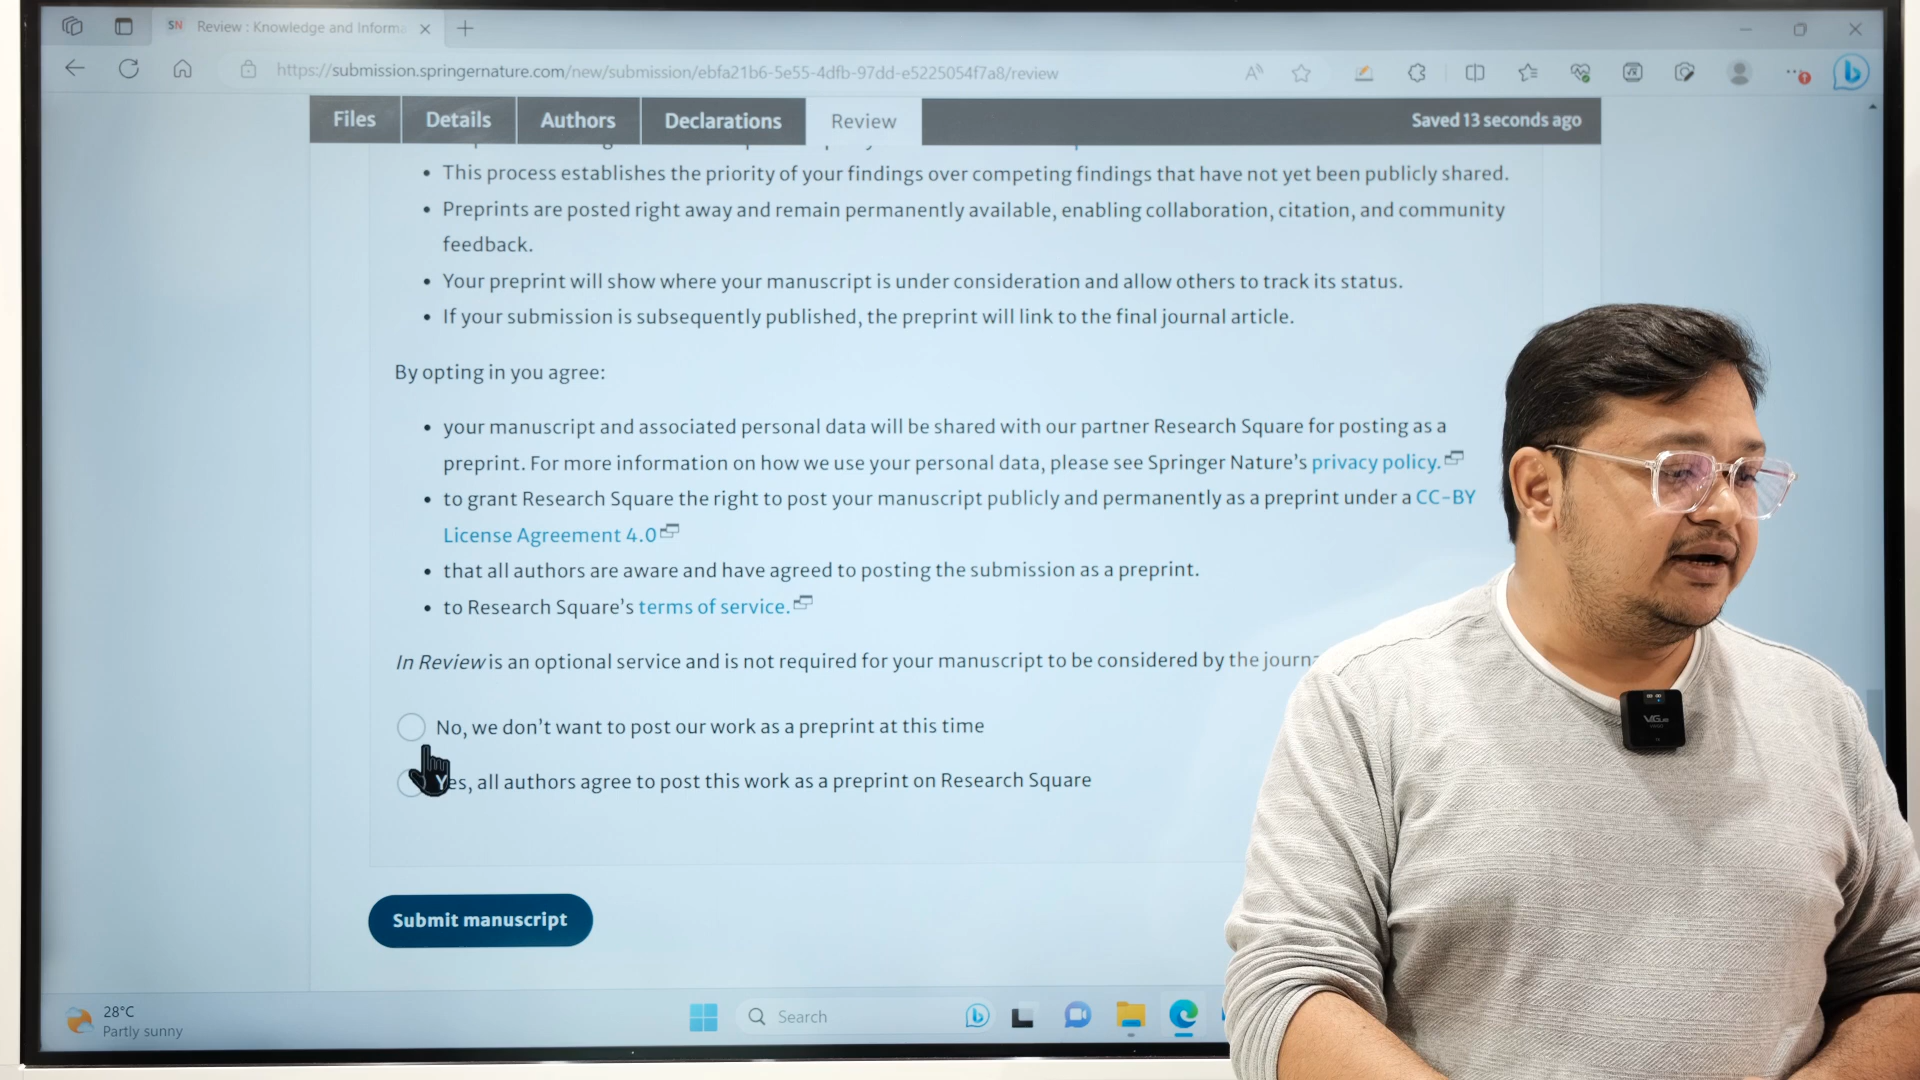 SN Review : Knowledge and Informa
https://submission.springernature.com/new/submission/ebfa21b6-5e55-4dfb-97dd-e5225054f7a8/review
Files Details Authors Declarations Review Saved 13 seconds ago
• This process establishes the priority of your findings over competing findings that have not yet been publicly shared.
• Preprints are posted right away and remain permanently available, enabling collaboration, citation, and community
feedback.
• Your preprint will show where your manuscript is under consideration and allow others to track its status.
• If your submission is subsequently published, the preprint will link to the final journal article.
By opting in you agree:
• your manuscript and associated personal data will be shared with our partner Research Square for posting as a
preprint. For more information on how we use your personal data, please see Springer Nature's privacy policy.
• to grant Research Square the right to post your manuscript publicly and permanently as a preprint under a CC-BY
License Agreement 4.0
• that all authors are aware and have agreed to posting the submission as a preprint.
• to Research Square's terms of service.
In Review is an optional service and is not required for your manuscript to be considered by the journ
No, we don't want to post our work as a preprint at this time
Yes, all authors agree to post this work as a preprint on Research Square
Submit manuscript
28°C
Partly sunny
Search